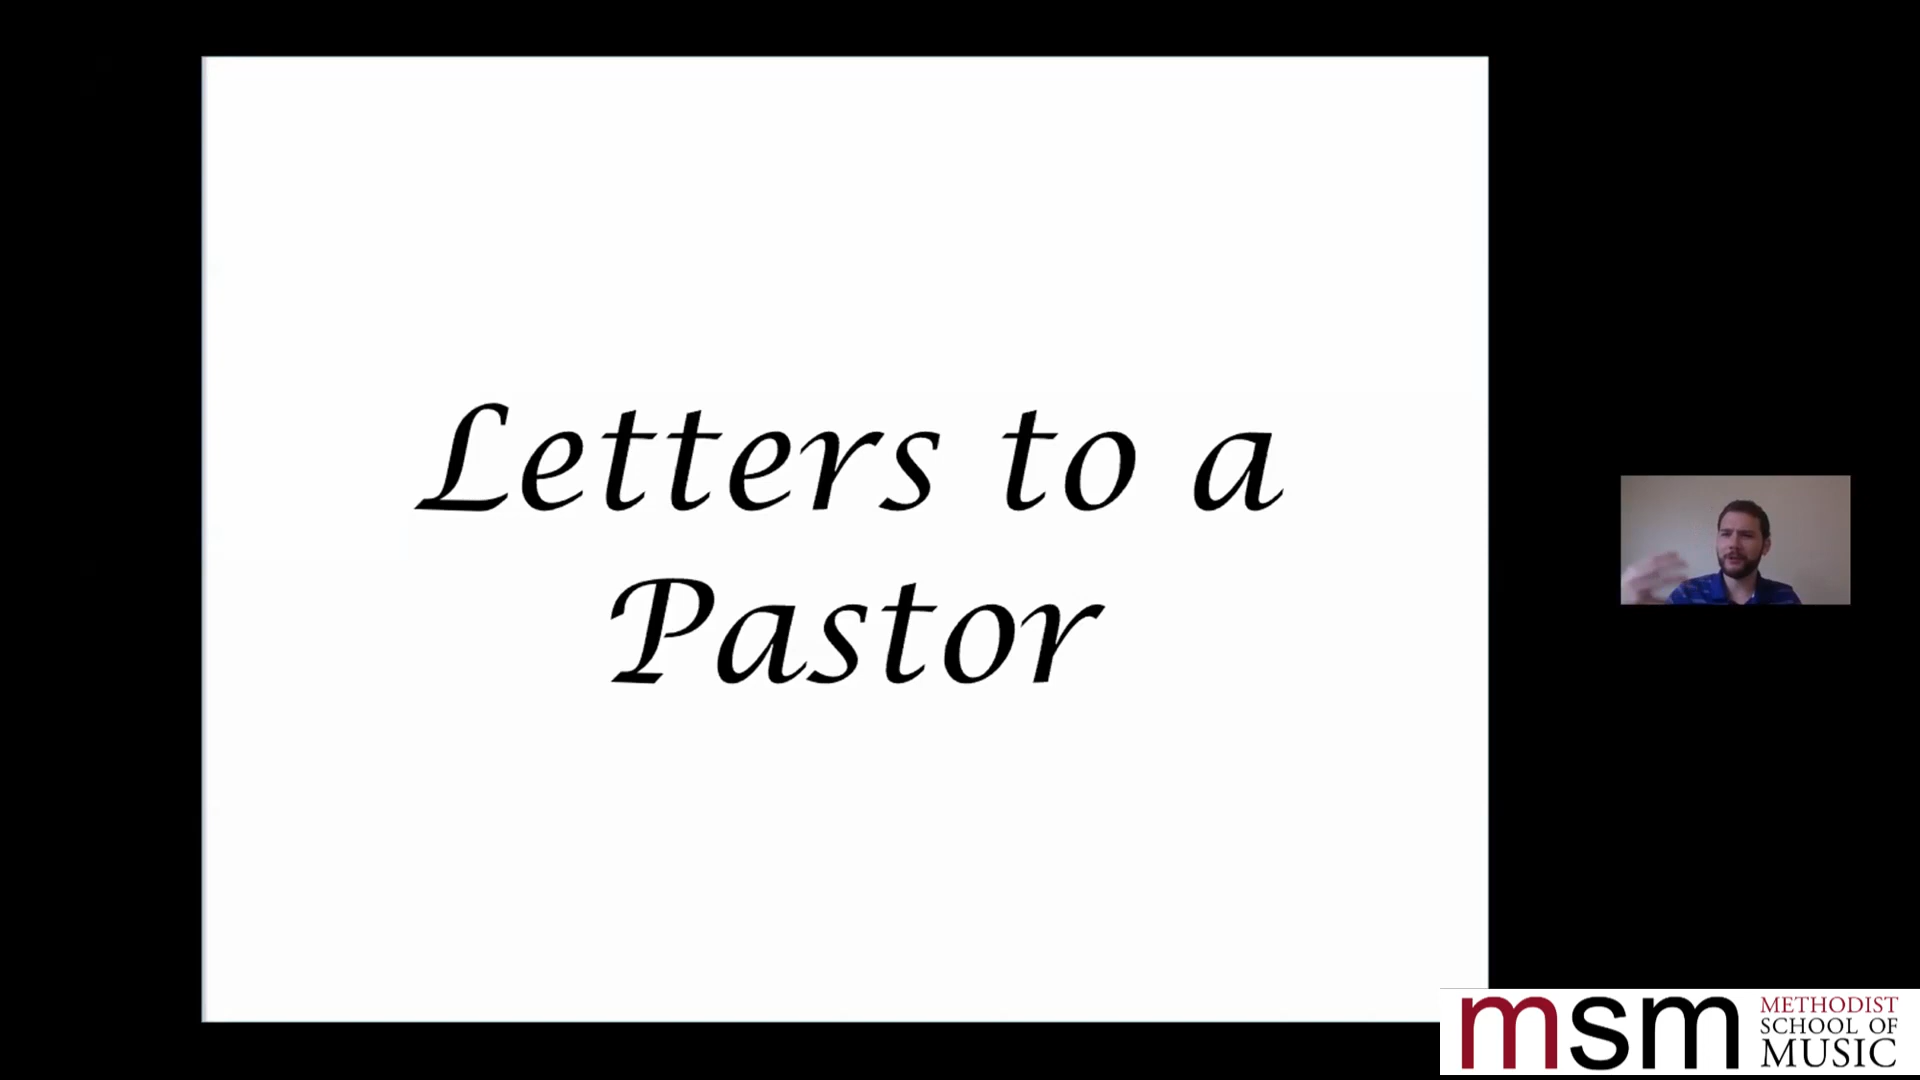 Letters to a
Pastor
msm
METHODIST
SCHOOL OF
MUSIC